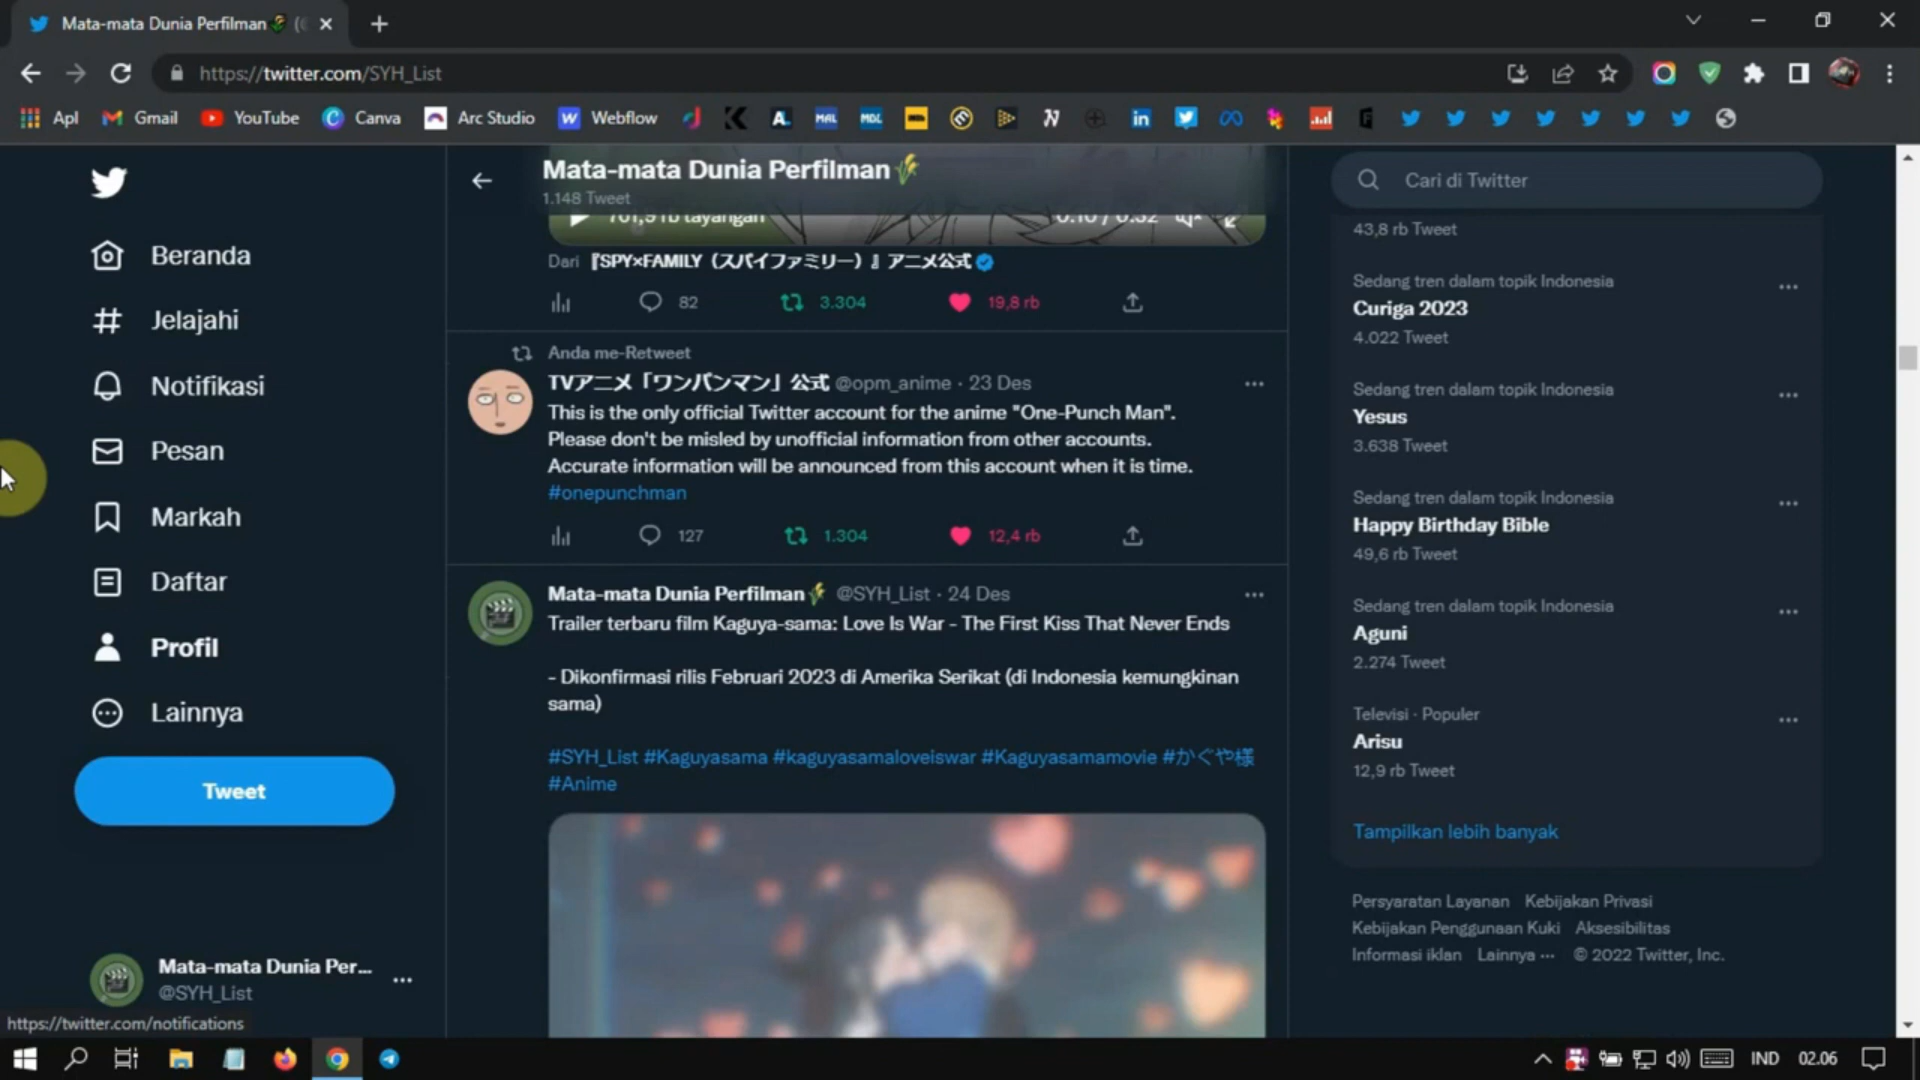 Mata-mata Dunia Perfilman
https://twitter.com/SYH_List
Apl
Gmail
YouTube
Canva
Arc Studio
Webflow
MAL
MDL
Beranda
Jelajahi
Notifikasi
Pesan
Markah
Daftar
Profil
Lainnya
Tweet
Mata-mata Dunia Per...
@SYH_List
https://twitter.com/notifications
Mata-mata Dunia Perfilman
1.148 Tweet
761,9 rb tayangan
0:10 / 0:32
Dari 『SPY×FAMILY（スパイファミリー）』アニメ公式
82
3.304
19,8 rb
Anda me-Retweet
TVアニメ「ワンパンマン」公式 @opm_anime · 23 Des
This is the only official Twitter account for the anime "One-Punch Man".
Please don't be misled by unofficial information from other accounts.
Accurate information will be announced from this account when it is time.
#onepunchman
127
1.304
12,4 rb
Mata-mata Dunia Perfilman @SYH_List · 24 Des
Trailer terbaru film Kaguya-sama: Love Is War - The First Kiss That Never Ends
- Dikonfirmasi rilis Februari 2023 di Amerika Serikat (di Indonesia kemungkinan
sama)
#SYH_List #Kaguyasama #kaguyasamaloveiswar #Kaguyasamamovie #かぐや様
#Anime
Cari di Twitter
43,8 rb Tweet
Sedang tren dalam topik Indonesia
Curiga 2023
4.022 Tweet
Sedang tren dalam topik Indonesia
Yesus
3.638 Tweet
Sedang tren dalam topik Indonesia
Happy Birthday Bible
49,6 rb Tweet
Sedang tren dalam topik Indonesia
Aguni
2.274 Tweet
Televisi · Populer
Arisu
12,9 rb Tweet
Tampilkan lebih banyak
Persyaratan Layanan Kebijakan Privasi
Kebijakan Penggunaan Kuki Aksesibilitas
Informasi iklan Lainnya ··· © 2022 Twitter, Inc.
IND
02.06